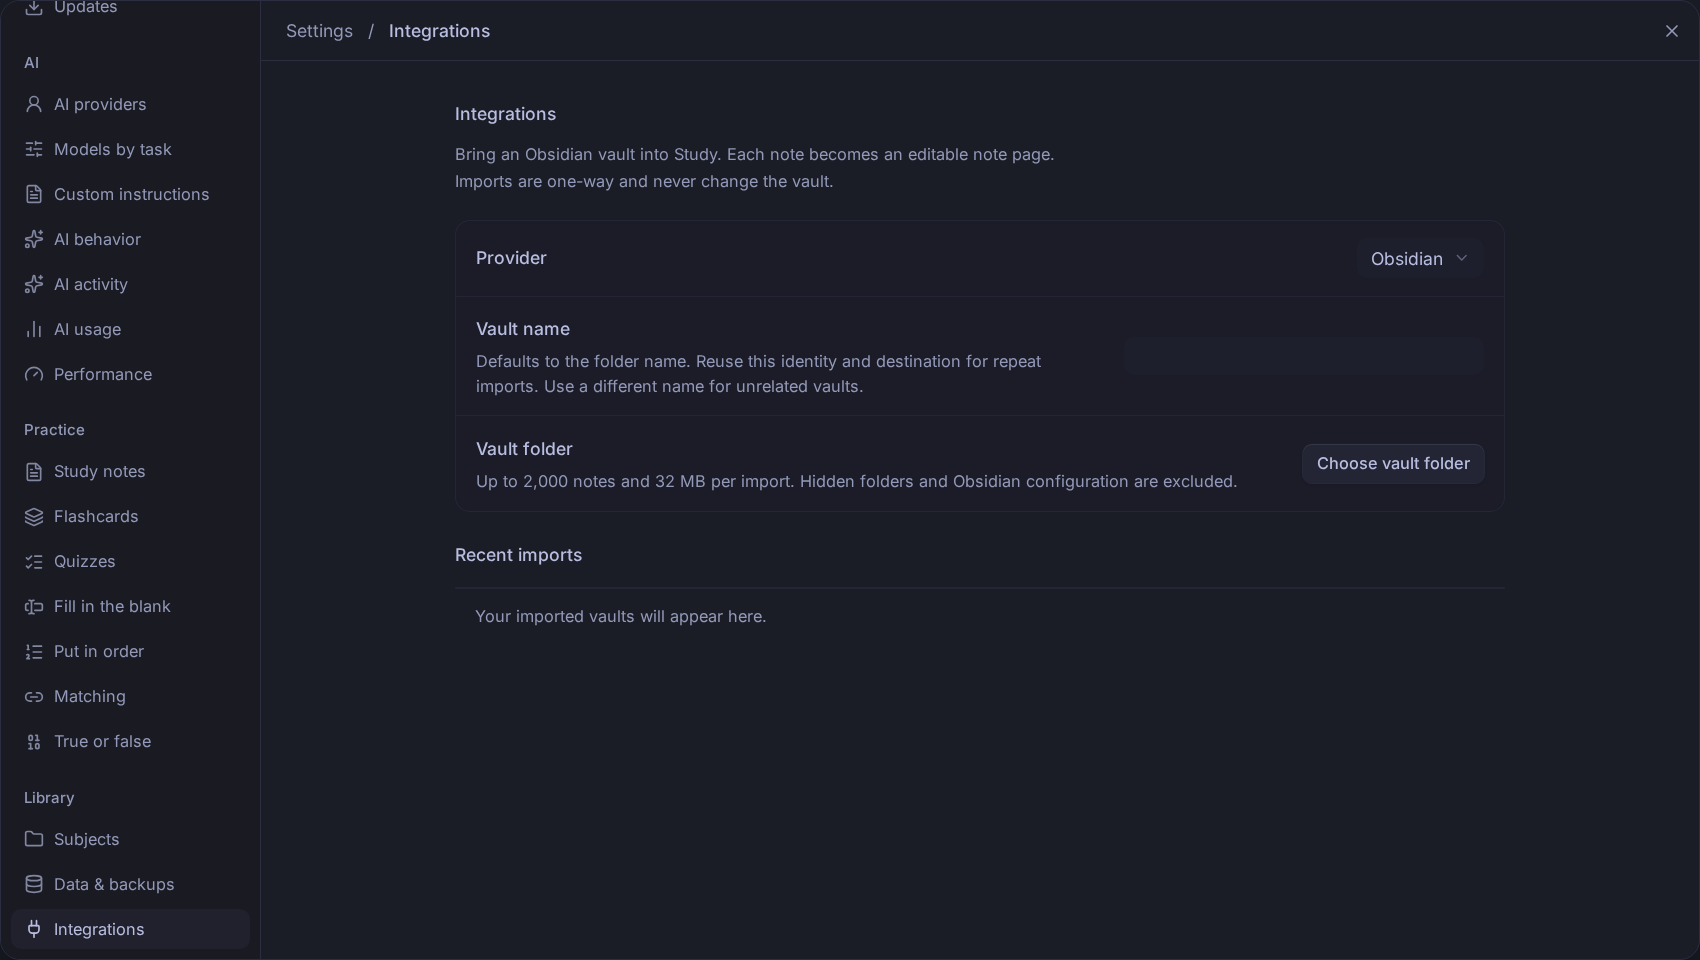 Updates
AI
AI providers
Models by task
Custom instructions
AI behavior
AI activity
AI usage
Performance
Practice
Study notes
Flashcards
Quizzes
Fill in the blank
Put in order
Matching
True or false
Library
Subjects
Data & backups
Integrations
Settings / Integrations
Integrations
Bring an Obsidian vault into Study. Each note becomes an editable note page.
Imports are one-way and never change the vault.
Provider
Obsidian
Vault name
Defaults to the folder name. Reuse this identity and destination for repeat
imports. Use a different name for unrelated vaults.
Vault folder
Up to 2,000 notes and 32 MB per import. Hidden folders and Obsidian configuration are excluded.
Choose vault folder
Recent imports
Your imported vaults will appear here.